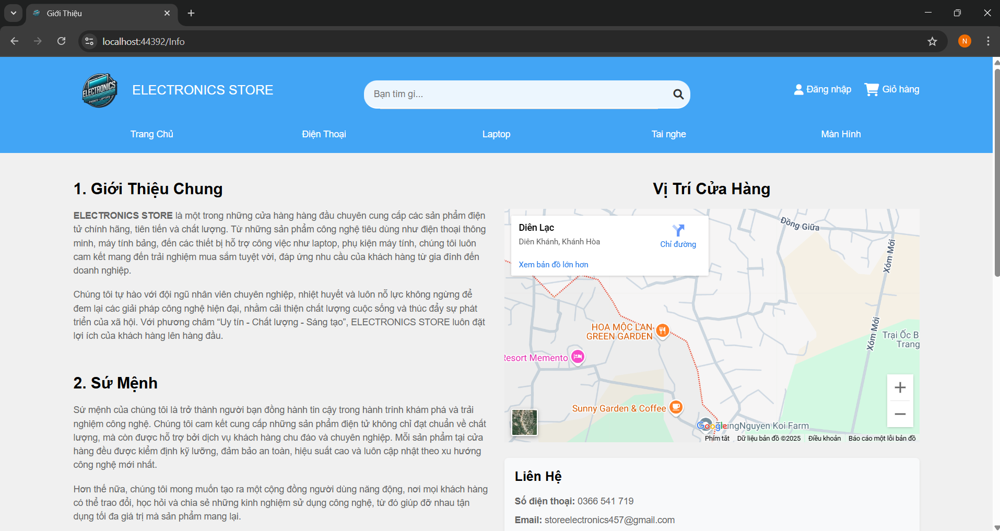 Giới Thiệu
localhost:44392/Info
N
ELECTRONICS
PHONES - LAPTOPS
ELECTRONICS STORE
Bạn tìm gì...
Đăng nhập
Giỏ hàng
Trang Chủ
Điện Thoại
Laptop
Tai nghe
Màn Hình
1. Giới Thiệu Chung
ELECTRONICS STORE là một trong những cửa hàng hàng đầu chuyên cung cấp các sản phẩm điện
tử chính hãng, tiên tiến và chất lượng. Từ những sản phẩm công nghệ tiêu dùng như điện thoại thông
minh, máy tính bảng, đến các thiết bị hỗ trợ công việc như laptop, phụ kiện máy tính, chúng tôi luôn
cam kết mang đến trải nghiệm mua sắm tuyệt vời, đáp ứng nhu cầu của khách hàng từ gia đình đến
doanh nghiệp.
Chúng tôi tự hào với đội ngũ nhân viên chuyên nghiệp, nhiệt huyết và luôn nỗ lực không ngừng để
đem lại các giải pháp công nghệ hiện đại, nhằm cải thiện chất lượng cuộc sống và thúc đẩy sự phát
triển của xã hội. Với phương châm “Uy tín - Chất lượng - Sáng tạo”, ELECTRONICS STORE luôn đặt
lợi ích của khách hàng lên hàng đầu.
2. Sứ Mệnh
Sứ mệnh của chúng tôi là trở thành người bạn đồng hành tin cậy trong hành trình khám phá và trải
nghiệm công nghệ. Chúng tôi cam kết cung cấp những sản phẩm điện tử không chỉ đạt chuẩn về chất
lượng, mà còn được hỗ trợ bởi dịch vụ khách hàng chu đáo và chuyên nghiệp. Mỗi sản phẩm tại cửa
hàng đều được kiểm định kỹ lưỡng, đảm bảo an toàn, hiệu suất cao và luôn cập nhật theo xu hướng
công nghệ mới nhất.
Hơn thế nữa, chúng tôi mong muốn tạo ra một cộng đồng người dùng năng động, nơi mọi khách hàng
có thể trao đổi, học hỏi và chia sẻ những kinh nghiệm sử dụng công nghệ, từ đó giúp đỡ nhau tận
dụng tối đa giá trị mà sản phẩm mang lại.
Vị Trí Cửa Hàng
Diên Lạc
Diên Khánh, Khánh Hòa
Chỉ đường
Xem bản đồ lớn hơn
Đồng Giữa
Xóm Mới
Xóm Mới
HOA MỘC LAN
GREEN GARDEN
Resort Memento
Trại Ốc B
Trang
Sunny Garden & Coffee
Google
ingNguyen Koi Farm
Phím tắt
Dữ liệu bản đồ ©2025
Điều khoản
Báo cáo một lỗi bản đồ
Liên Hệ
Số điện thoại: 0366 541 719
Email: storeelectronics457@gmail.com